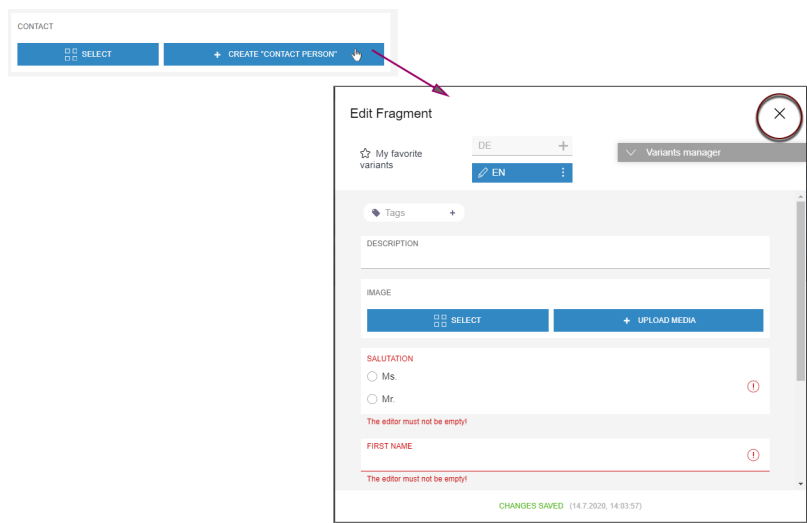 CONTACT
SELECT
+ CREATE "CONTACT PERSON"
Edit Fragment
My favorite
variants
DE
EN
Variants manager
Tags +
DESCRIPTION
IMAGE
SELECT
+ UPLOAD MEDIA
SALUTATION
Ms.
Mr.
The editor must not be empty!
FIRST NAME
The editor must not be empty!
CHANGES SAVED (14.7.2020, 14:03:57)